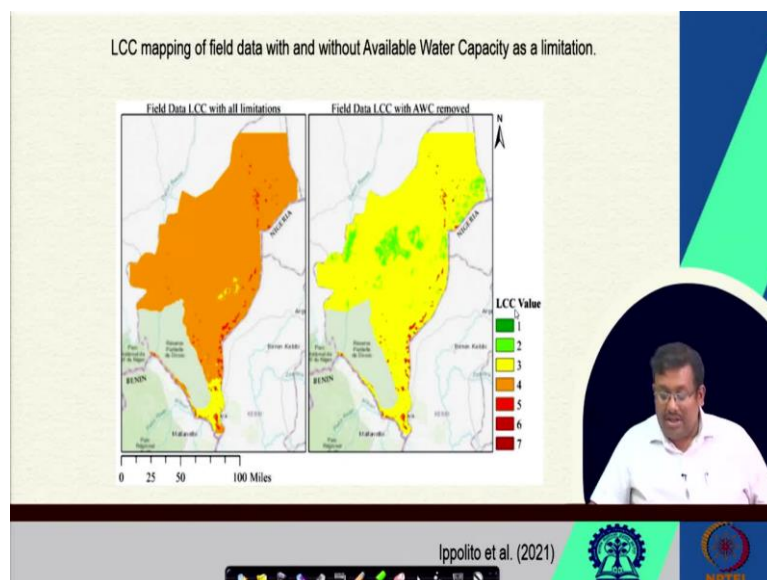 LCC mapping of field data with and without Available Water Capacity as a limitation.
Field Data LCC with all limitations
Field Data LCC with AWC removed
N
NIGERIA
NIGERIA
BENIN
BENIN
Malanville
LCC Value
1
2
3
4
5
6
7
0 25 50 100 Miles
Ippolito et al. (2021)
NPTEL